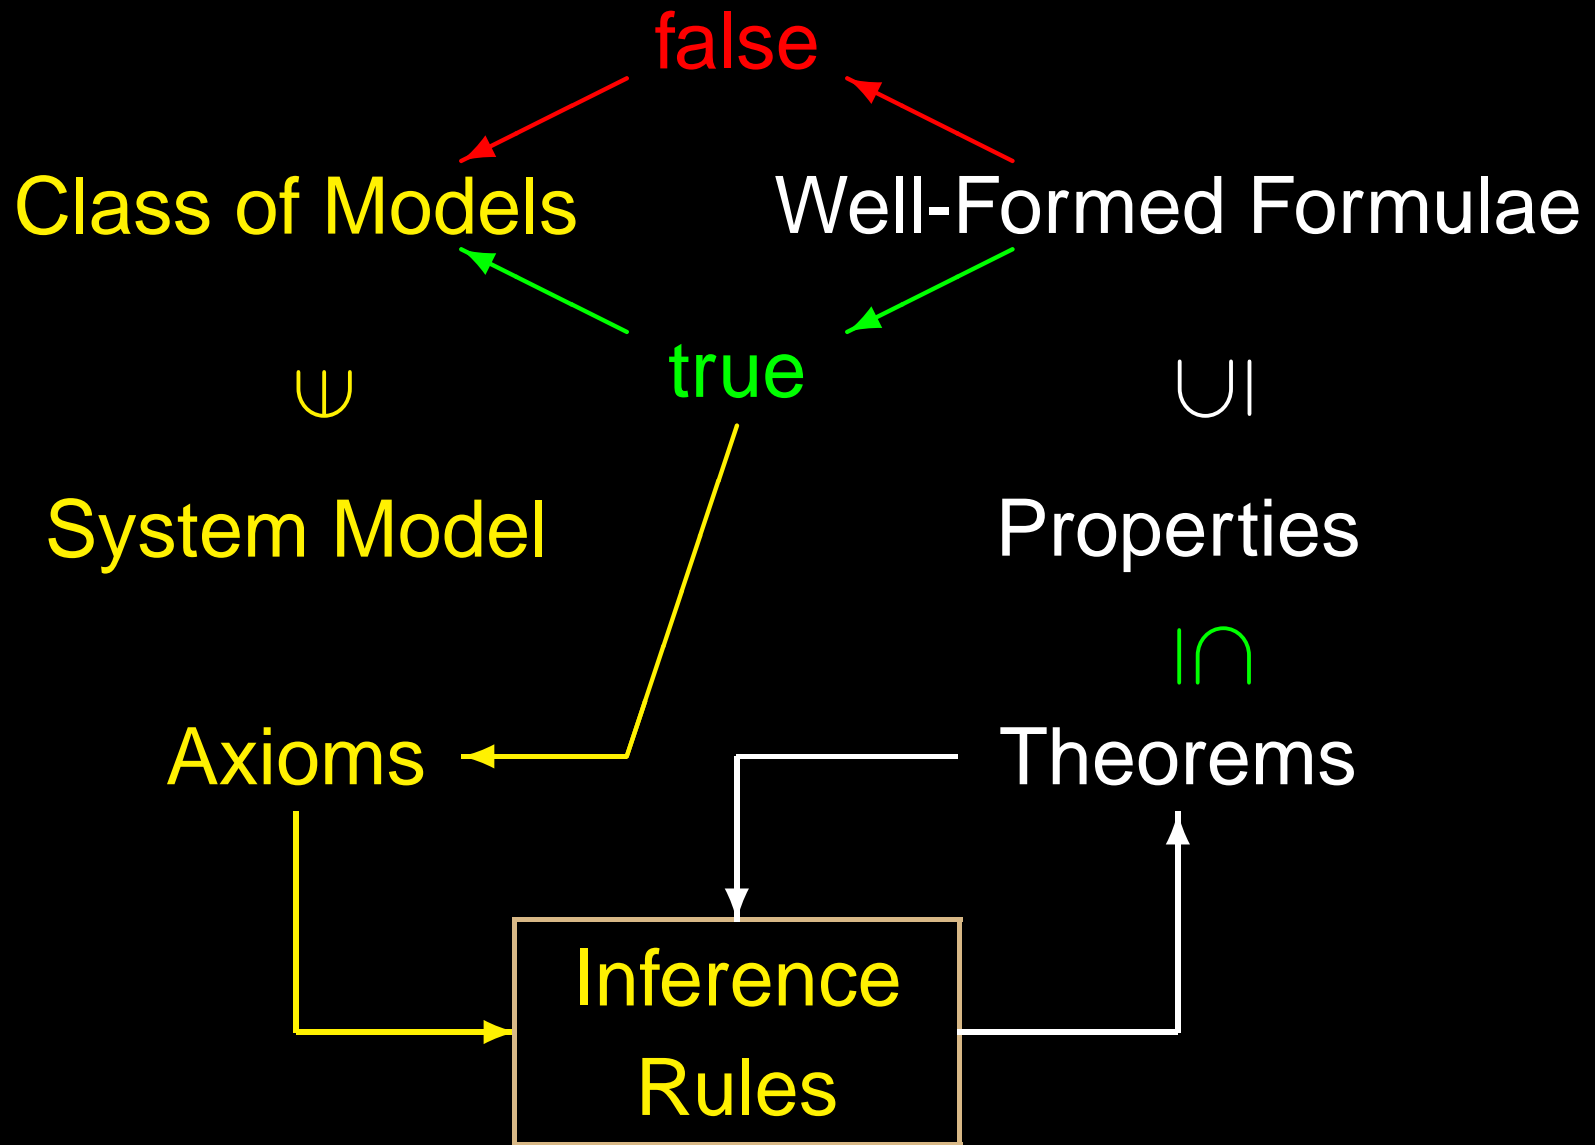 false
Class of Models
Well-Formed Formulae
true
System Model
Properties
Axioms
Theorems
Inference
Rules